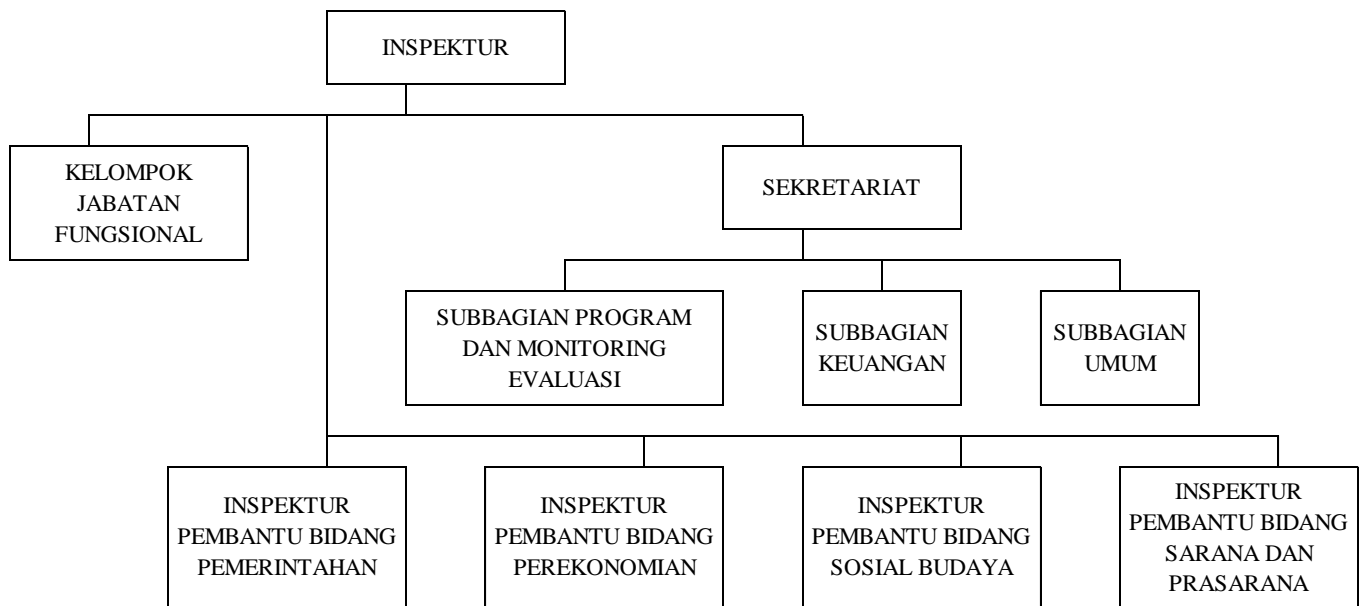 INSPEKTUR
KELOMPOK
JABATAN
FUNGSIONAL
SEKRETARIAT
SUBBAGIAN PROGRAM
DAN MONITORING
EVALUASI
SUBBAGIAN
KEUANGAN
SUBBAGIAN
UMUM
INSPEKTUR
PEMBANTU BIDANG
PEMERINTAHAN
INSPEKTUR
PEMBANTU BIDANG
PEREKONOMIAN
INSPEKTUR
PEMBANTU BIDANG
SOSIAL BUDAYA
INSPEKTUR
PEMBANTU BIDANG
SARANA DAN
PRASARANA